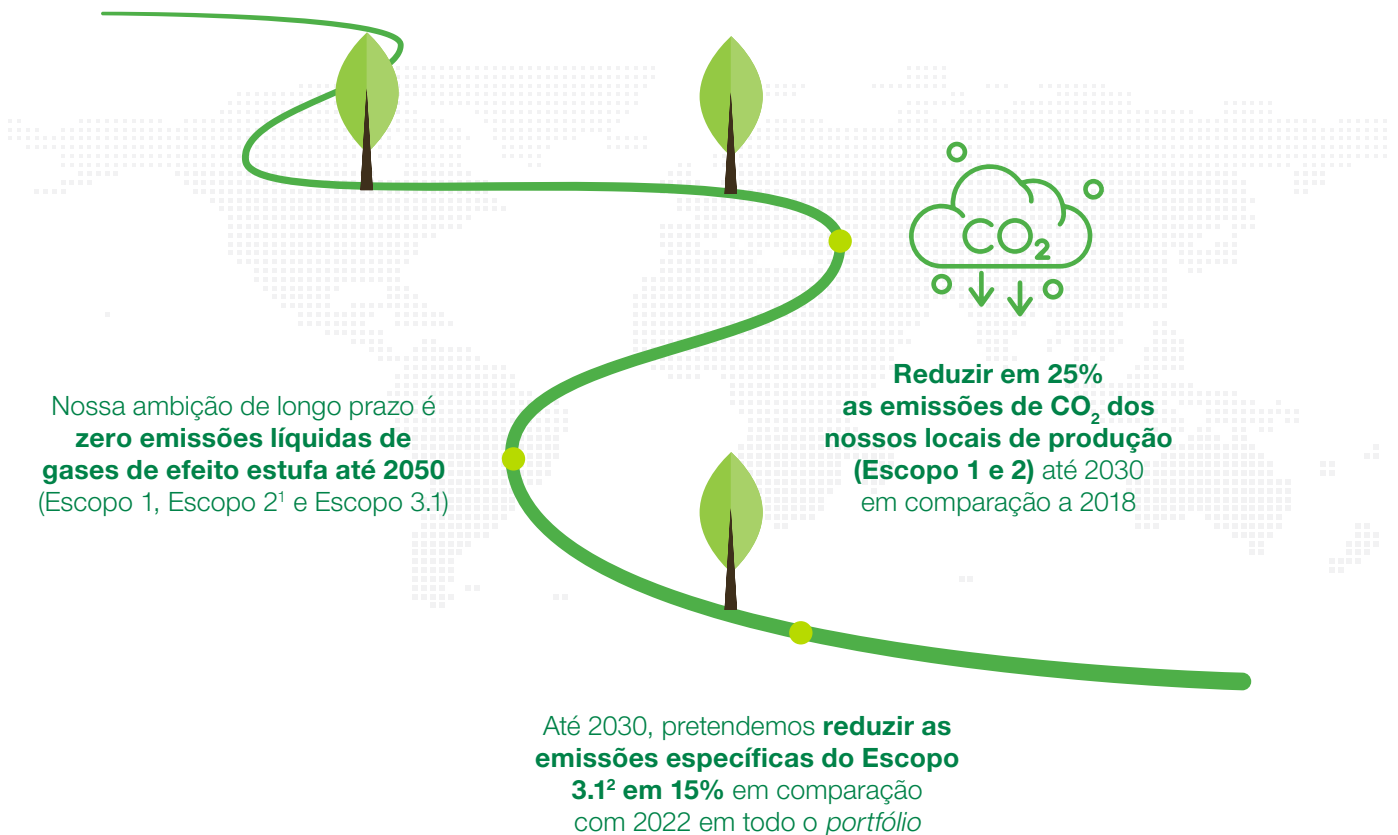 CO₂
Nossa ambição de longo prazo é
zero emissões líquidas de
gases de efeito estufa até 2050
(Escopo 1, Escopo 2¹ e Escopo 3.1)
Reduzir em 25%
as emissões de CO₂ dos
nossos locais de produção
(Escopo 1 e 2) até 2030
em comparação a 2018
Até 2030, pretendemos reduzir as
emissões específicas do Escopo
3.1² em 15% em comparação
com 2022 em todo o portfólio